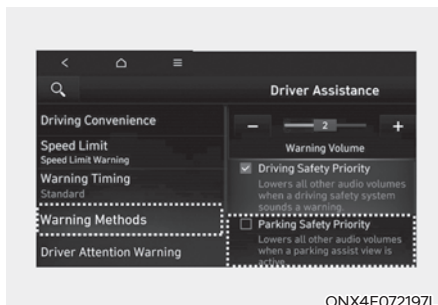 Driver Assistance
Driving Convenience
Speed Limit
Speed Limit Warning
Warning Timing
Standard
Warning Methods
Driver Attention Warning
2
Warning Volume
Driving Safety Priority
Lowers all other audio volumes
when a driving safety system
sounds a warning.
Parking Safety Priority
Lowers all other audio volumes
when a parking assist view is
active.